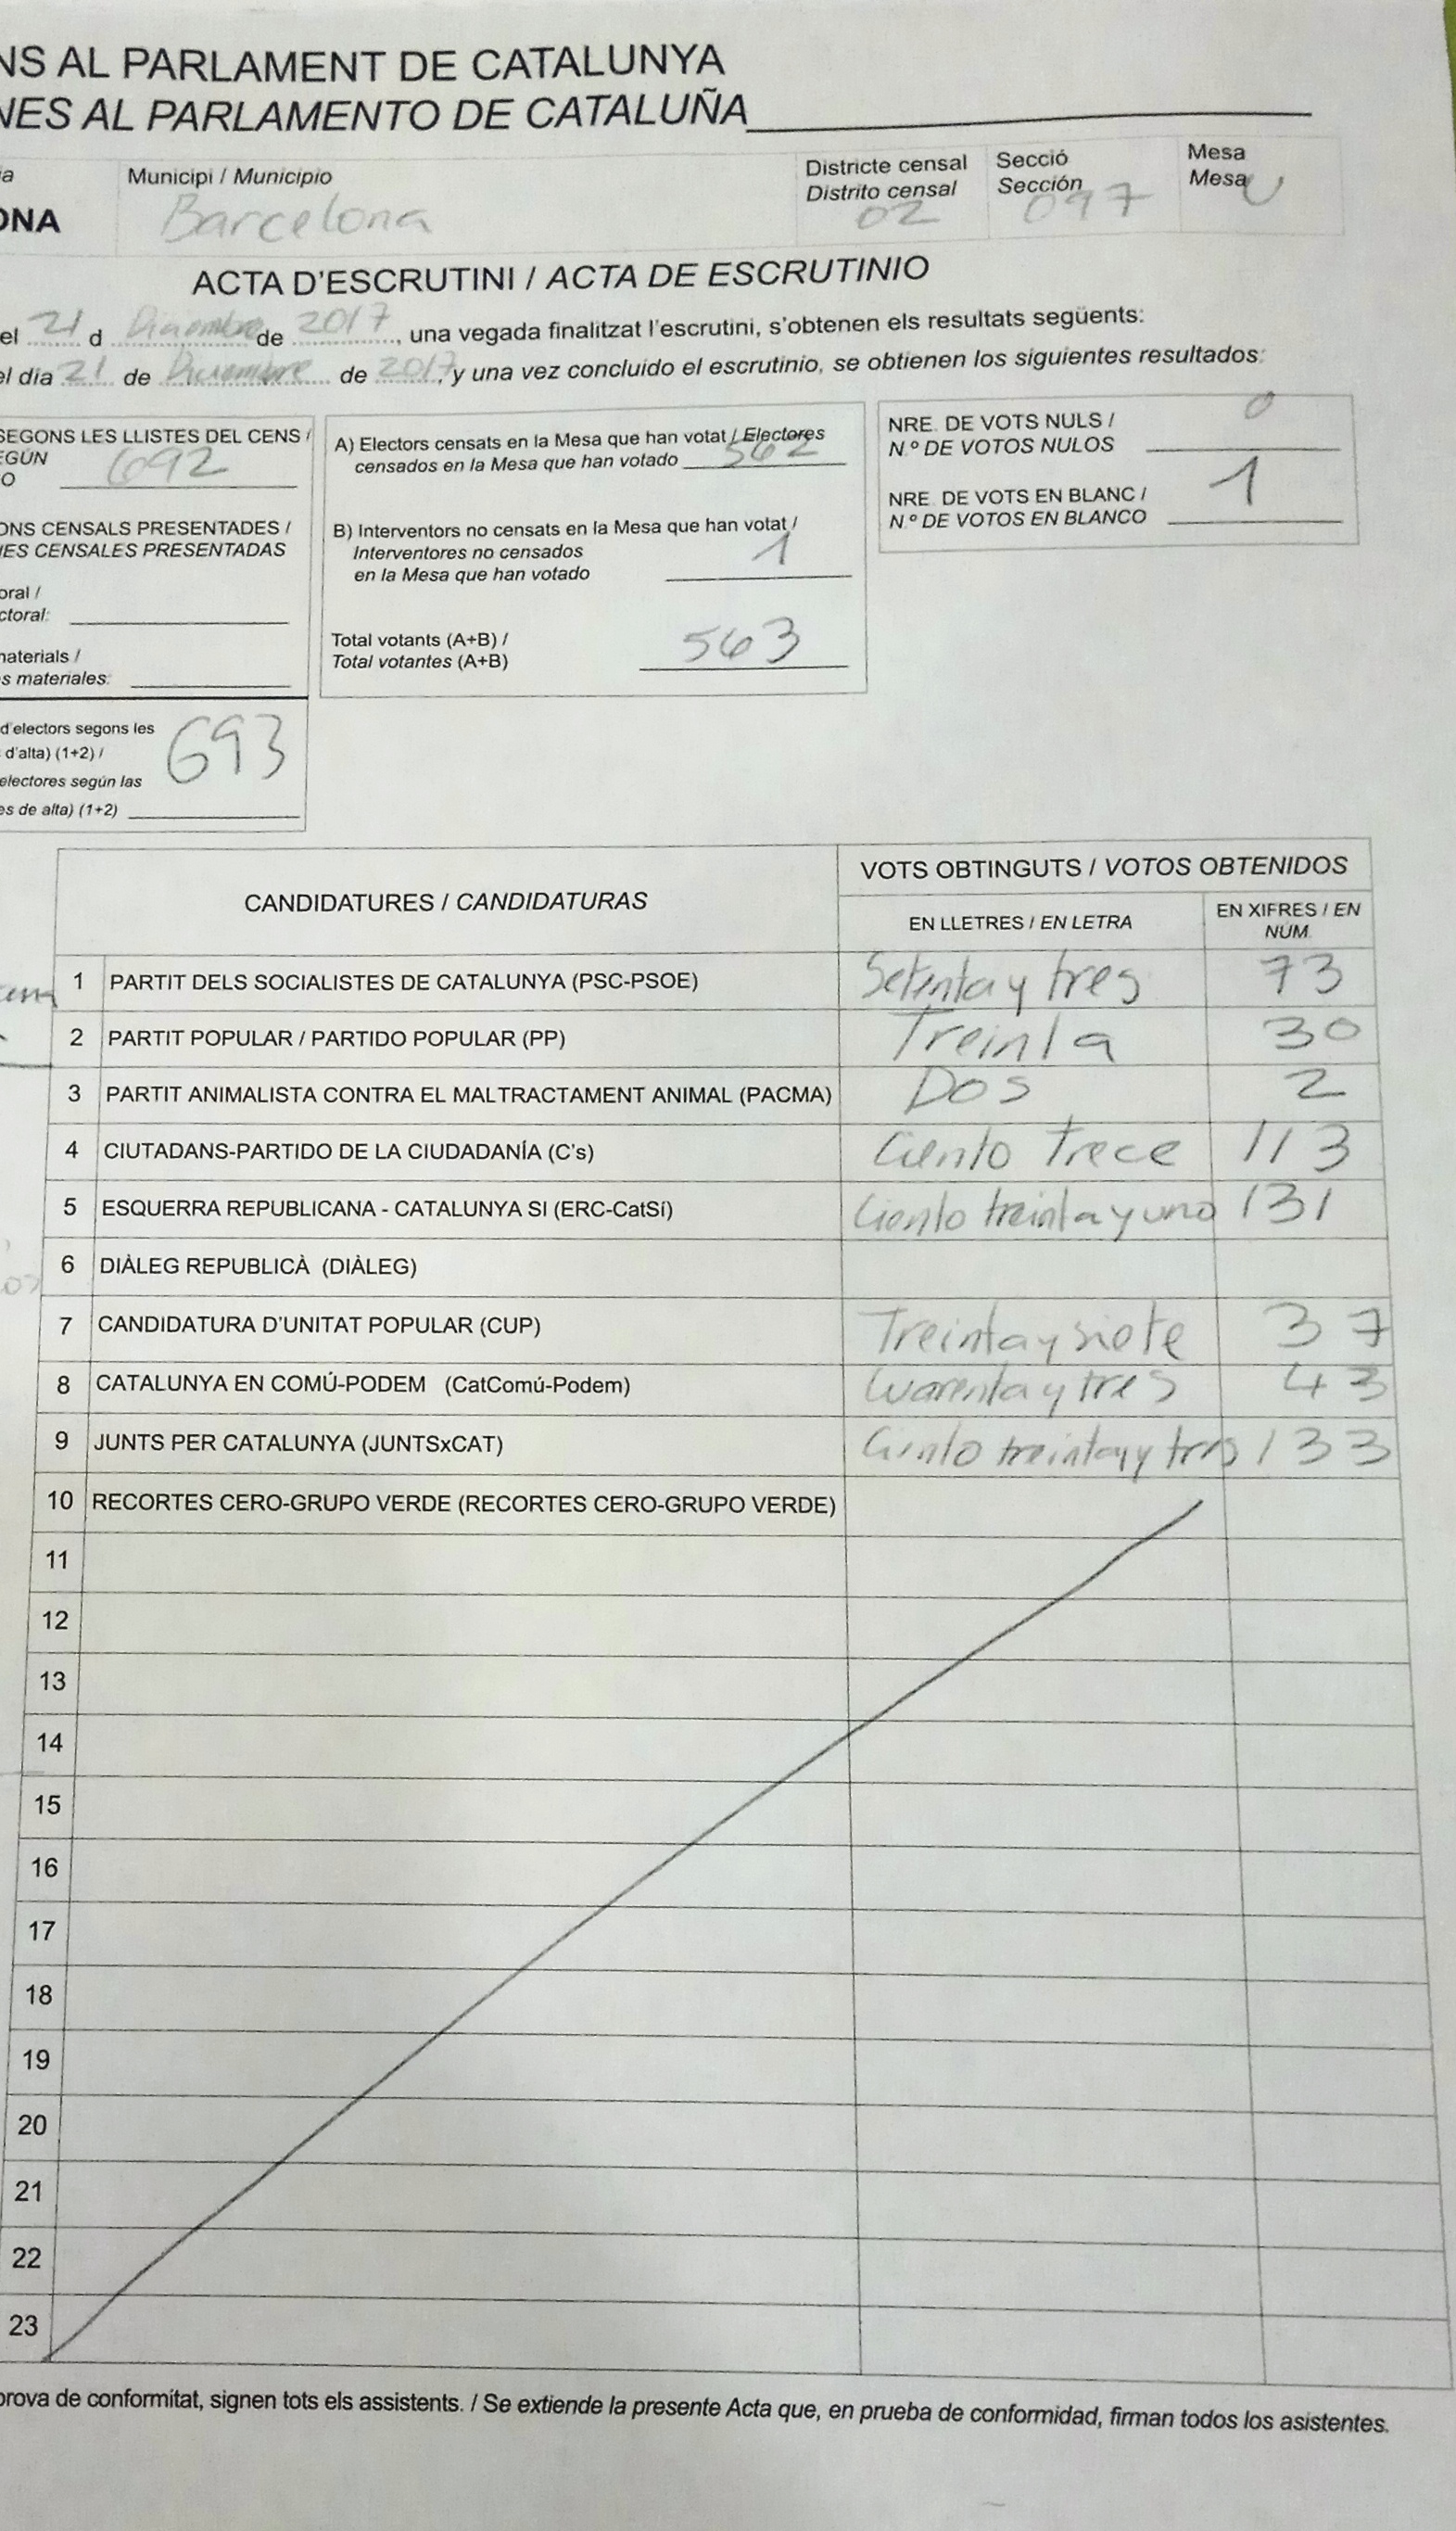 NS AL PARLAMENT DE CATALUNYA
NES AL PARLAMENTO DE CATALUÑA
ia Municipi / Municipio Districte censal Secció Mesa
Distrito censal Sección Mesa
ONA Barcelona 02 097 U
ACTA D'ESCRUTINI / ACTA DE ESCRUTINIO
el 21 d Diciembre de 2017, una vegada finalitzat l'escrutini, s'obtenen els resultats següents:
el día 21 de Diciembre de 2017, y una vez concluido el escrutinio, se obtienen los siguientes resultados:
SEGONS LES LLISTES DEL CENS /
EGÚN
O 692
ONS CENSALS PRESENTADES /
NES CENSALES PRESENTADAS
oral /
ctoral:
materials /
s materiales:
d'electors segons les
d'alta) (1+2) /
electores según las
es de alta) (1+2) 693
A) Electors censats en la Mesa que han votat / Electores
censados en la Mesa que han votado 562
B) Interventors no censats en la Mesa que han votat /
Interventores no censados
en la Mesa que han votado 1
Total votants (A+B) /
Total votantes (A+B) 563
NRE. DE VOTS NULS /
N.º DE VOTOS NULOS 0
NRE. DE VOTS EN BLANC /
N.º DE VOTOS EN BLANCO 1
CANDIDATURES / CANDIDATURAS
VOTS OBTINGUTS / VOTOS OBTENIDOS
EN LLETRES / EN LETRA
EN XIFRES / EN
NÚM.
1 PARTIT DELS SOCIALISTES DE CATALUNYA (PSC-PSOE) Setenta y tres 73
2 PARTIT POPULAR / PARTIDO POPULAR (PP) Treinta 30
3 PARTIT ANIMALISTA CONTRA EL MALTRACTAMENT ANIMAL (PACMA) Dos 2
4 CIUTADANS-PARTIDO DE LA CIUDADANÍA (C's) Ciento Trece 113
5 ESQUERRA REPUBLICANA - CATALUNYA SI (ERC-CatSí) Ciento treinta y uno 131
6 DIÀLEG REPUBLICÀ (DIÀLEG)
7 CANDIDATURA D'UNITAT POPULAR (CUP) Treinta y siete 37
8 CATALUNYA EN COMÚ-PODEM (CatComú-Podem) Cuarenta y tres 43
9 JUNTS PER CATALUNYA (JUNTSxCAT) Ciento treinta y tres 133
10 RECORTES CERO-GRUPO VERDE (RECORTES CERO-GRUPO VERDE)
11
12
13
14
15
16
17
18
19
20
21
22
23
prova de conformitat, signen tots els assistents. / Se extiende la presente Acta que, en prueba de conformidad, firman todos los asistentes.